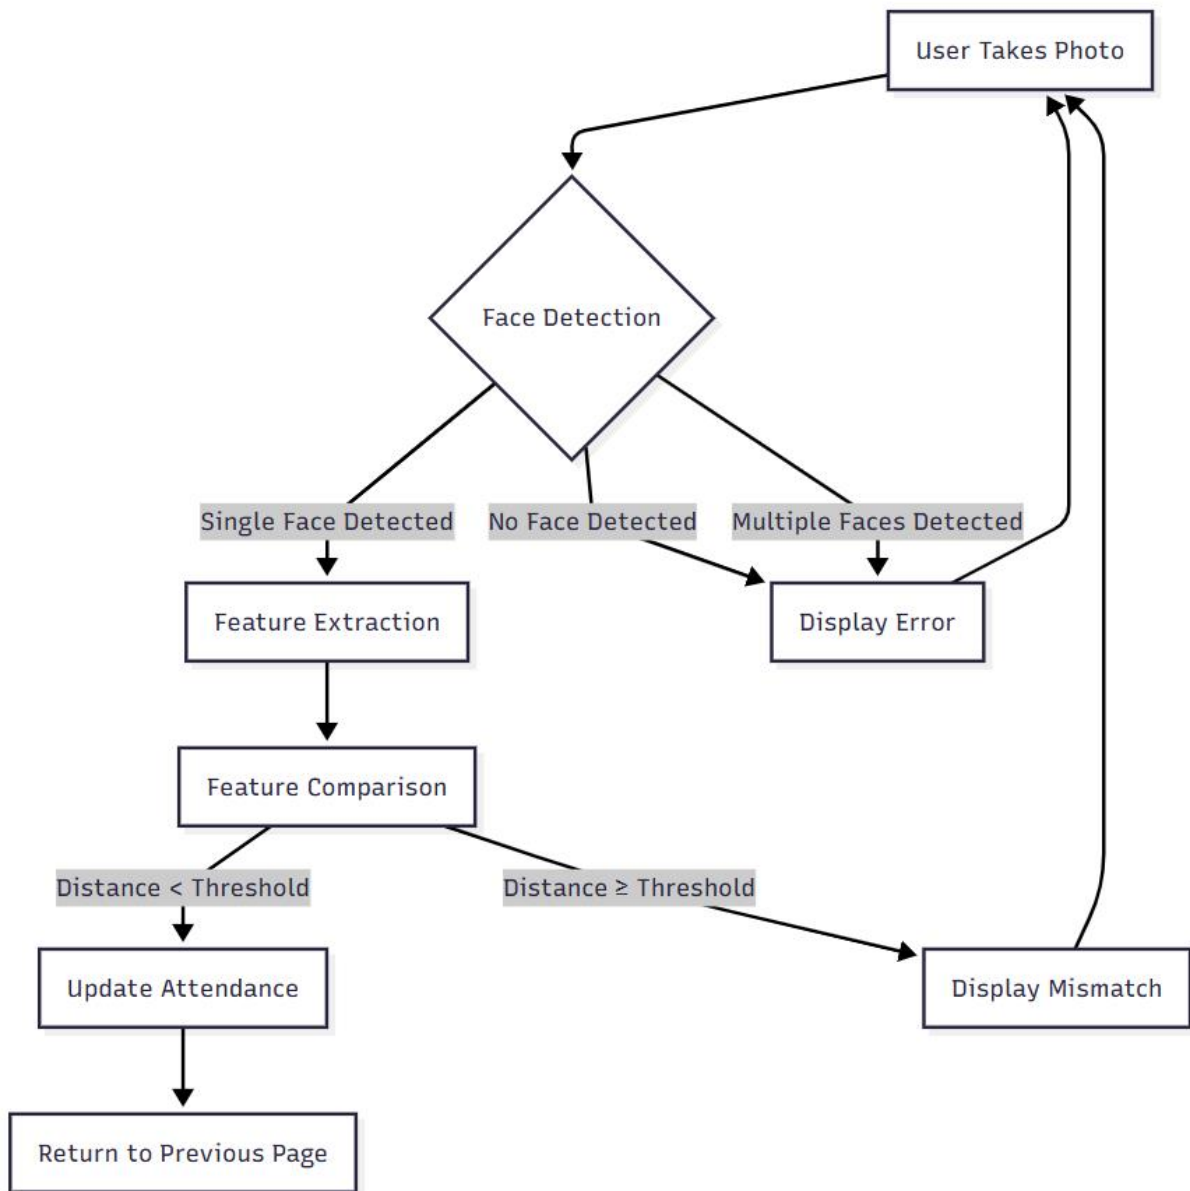 User Takes Photo
Face Detection
Single Face Detected
No Face Detected
Multiple Faces Detected
Feature Extraction
Display Error
Feature Comparison
Distance < Threshold
Distance ≥ Threshold
Update Attendance
Display Mismatch
Return to Previous Page